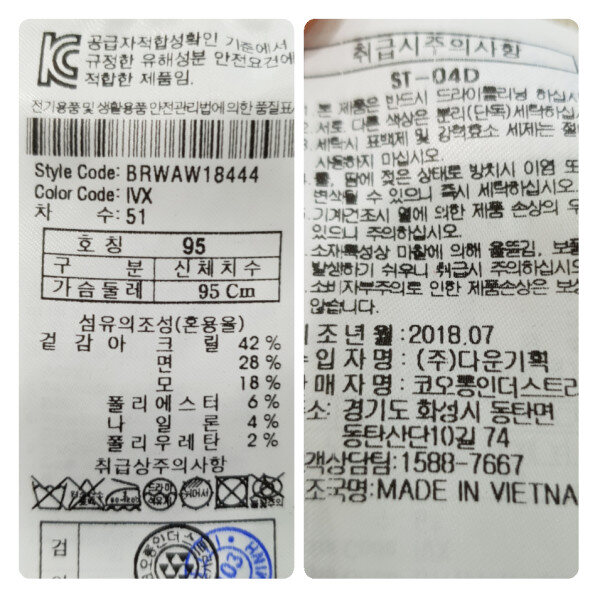 공급자적합성확인 기준에서
규정한 유해성분 안전요건에
적합한 제품임.
전기용품 및 생활용품 안전관리법에 의한 품질표
Style Code: BRWAW18444
Color Code: IVX
차 수: 51
호 칭 95
구 분 신체치수
가슴둘레 95 Cm
섬유의조성(혼용율)
겉감 아크릴 42 %
면 28 %
모 18 %
폴리에스터 6 %
나일론 4 %
폴리우레탄 2 %
취급상주의사항
드라이
검
코오롱인더스트리
03
취급시주의사항
ST-04D
본 제품은 반드시 드라이클리닝 하십시
서로 다른 색상은 분리(단독)세탁하십시
세탁시 표백제 및 강력효소 세제는 절
사용하지 마십시오.
물, 땀에 젖은 상태로 방치시 이염 또
변색될 수 있으니 즉시 세탁하십시오.
기계건조시 열에 의한 제품 손상의 우
있으니 주의하십시오.
소재특성상 마찰에 의해 올뜯김, 보풀
발생하기 쉬우니 취급시 주의하십시오
소비자부주의로 인한 제품손상은 보상
않습니다.
조년월:2018.07
입자명: (주)다운기획
매자명: 코오롱인더스트리
소: 경기도 화성시 동탄면
동탄산단10길 74
객상담팀:1588-7667
조국명:MADE IN VIETNA